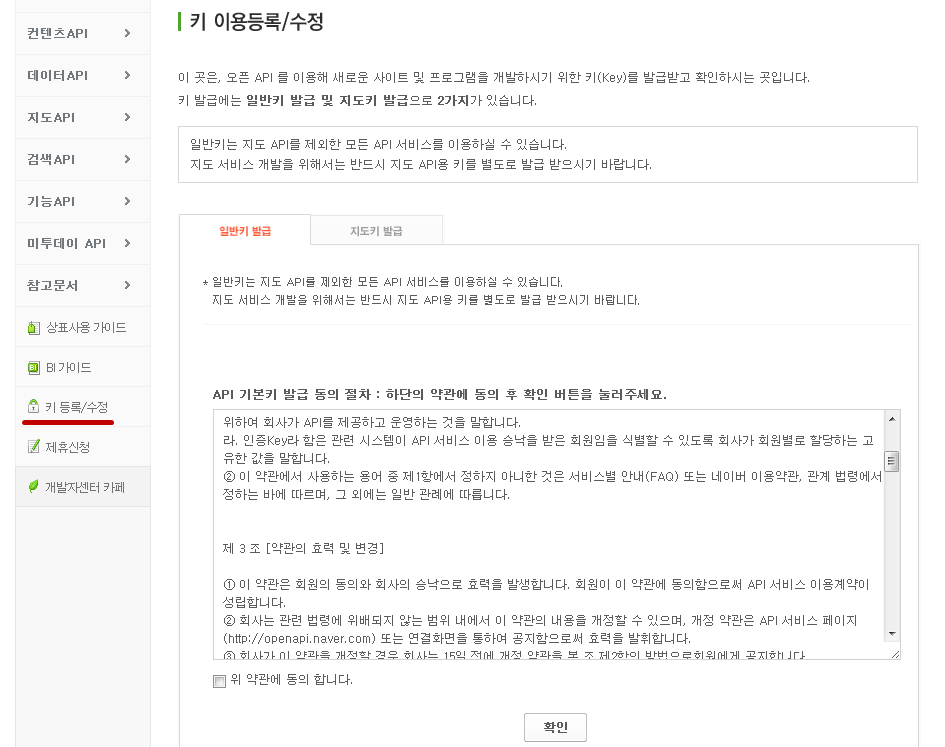 컨텐츠API
데이터API
지도API
검색API
기능API
미투데이 API
참고문서
상표사용 가이드
BI 가이드
키 등록/수정
제휴신청
개발자센터 카페
키 이용등록/수정
이 곳은, 오픈 API 를 이용해 새로운 사이트 및 프로그램을 개발하시기 위한 키(Key)를 발급받고 확인하시는 곳입니다.
키 발급에는 일반키 발급 및 지도키 발급으로 2가지가 있습니다.
일반키는 지도 API를 제외한 모든 API 서비스를 이용하실 수 있습니다.
지도 서비스 개발을 위해서는 반드시 지도 API용 키를 별도로 발급 받으시기 바랍니다.
일반키 발급
지도키 발급
* 일반키는 지도 API를 제외한 모든 API 서비스를 이용하실 수 있습니다.
지도 서비스 개발을 위해서는 반드시 지도 API용 키를 별도로 발급 받으시기 바랍니다.
API 기본키 발급 동의 절차 : 하단의 약관에 동의 후 확인 버튼을 눌러주세요.
위하여 회사가 API를 제공하고 운영하는 것을 말합니다.
라. 인증Key라 함은 관련 시스템이 API 서비스 이용 승낙을 받은 회원임을 식별할 수 있도록 회사가 회원별로 할당하는 고
유한 값을 말합니다.
② 이 약관에서 사용하는 용어 중 제1항에서 정하지 아니한 것은 서비스별 안내(FAQ) 또는 네이버 이용약관, 관계 법령에서
정하는 바에 따르며, 그 외에는 일반 관례에 따릅니다.
제 3 조 [약관의 효력 및 변경]
① 이 약관은 회원의 동의와 회사의 승낙으로 효력을 발생합니다. 회원이 이 약관에 동의함으로써 API 서비스 이용계약이
성립합니다.
② 회사는 관련 법령에 위배되지 않는 범위 내에서 이 약관의 내용을 개정할 수 있으며, 개정 약관은 API 서비스 페이지
(http://openapi.naver.com) 또는 연결화면을 통하여 공지함으로써 효력을 발휘합니다.
③ 회사가 이 약관을 개정할 경우 회사는 15일 전에 개정 약관을 본 조 제2항의 방법으로회원에게 공지합니다.
위 약관에 동의 합니다.
확인